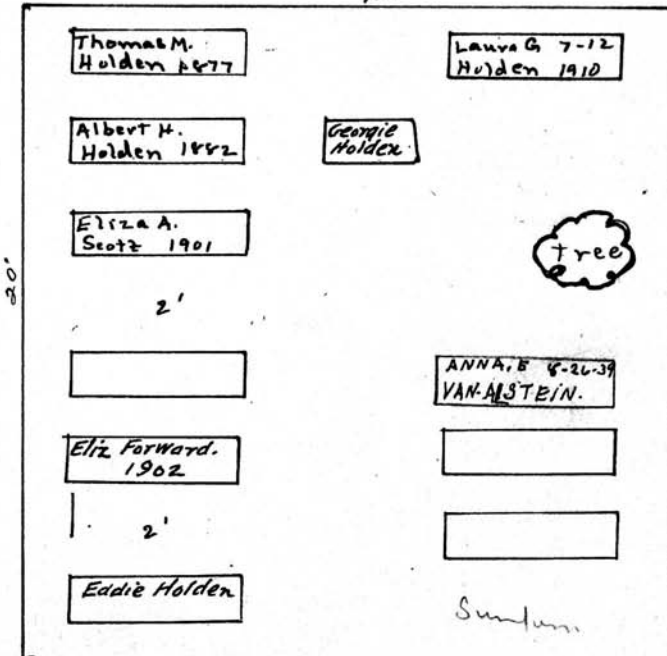 Thomas M.
Holden 1877
Laura G 7-12
Holden 1910
Albert H.
Holden 1882
Georgie
Holden.
Eliza A.
Scotz 1901
tree
20'
2'
ANNA, E 8-26-39
VAN-ALSTEIN.
Eliz Forward.
1902
2'
Eddie Holden